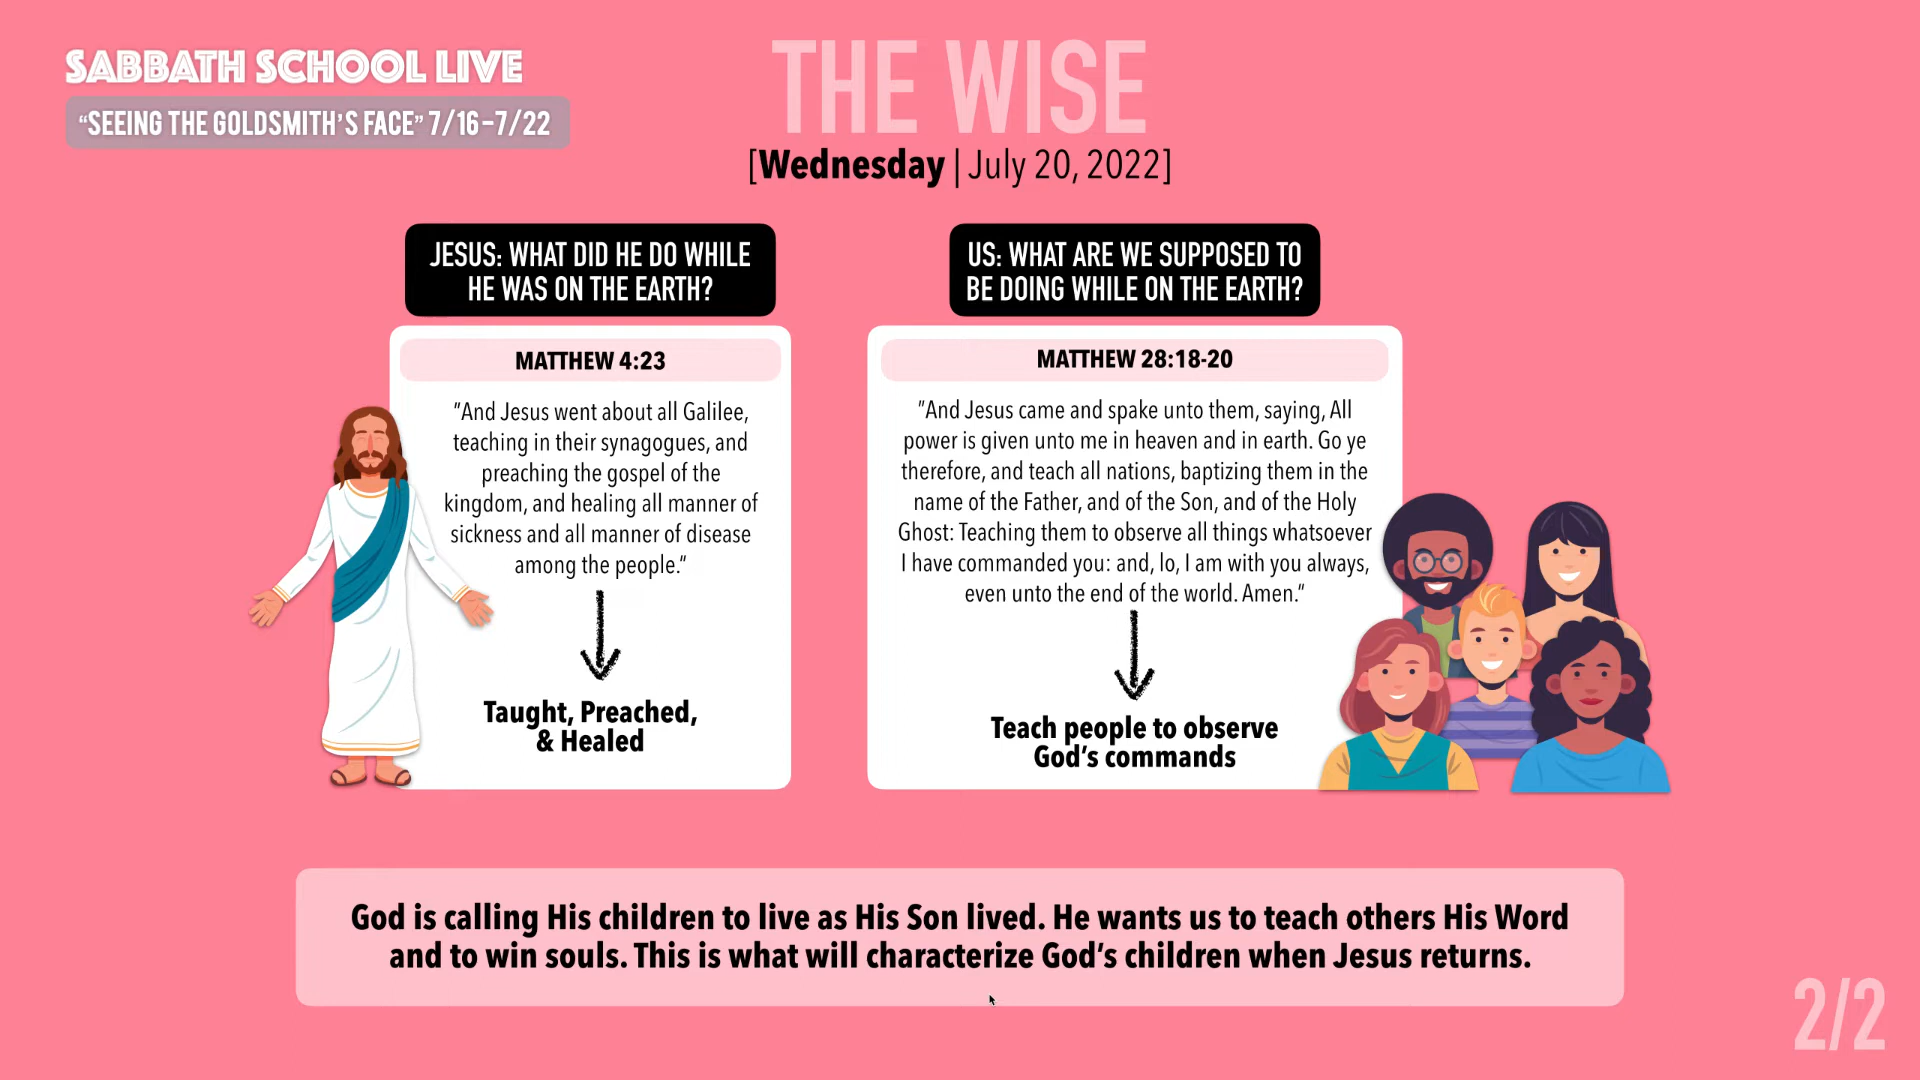 SABBATH SCHOOL LIVE
“SEEING THE GOLDSMITH’S FACE” 7/16-7/22
THE WISE
[Wednesday | July 20, 2022]
JESUS: WHAT DID HE DO WHILE
HE WAS ON THE EARTH?
MATTHEW 4:23
“And Jesus went about all Galilee,
teaching in their synagogues, and
preaching the gospel of the
kingdom, and healing all manner of
sickness and all manner of disease
among the people.”
Taught, Preached,
& Healed
US: WHAT ARE WE SUPPOSED TO
BE DOING WHILE ON THE EARTH?
MATTHEW 28:18-20
“And Jesus came and spake unto them, saying, All
power is given unto me in heaven and in earth. Go ye
therefore, and teach all nations, baptizing them in the
name of the Father, and of the Son, and of the Holy
Ghost: Teaching them to observe all things whatsoever
I have commanded you: and, lo, I am with you always,
even unto the end of the world. Amen.”
Teach people to observe
God’s commands
God is calling His children to live as His Son lived. He wants us to teach others His Word
and to win souls. This is what will characterize God’s children when Jesus returns.
2/2